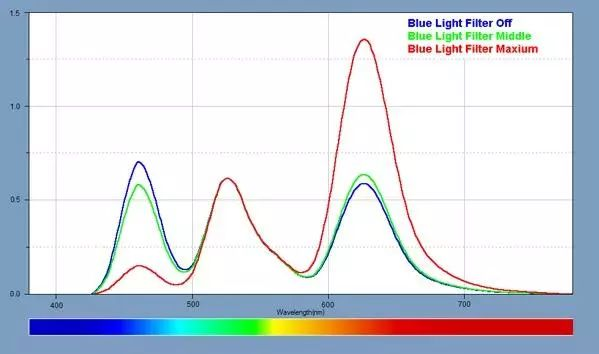 Blue Light Filter Off
Blue Light Filter Middle
Blue Light Filter Maxium
1.5
1.0
0.5
0.0
400 500 600 700
Wavelength(nm)